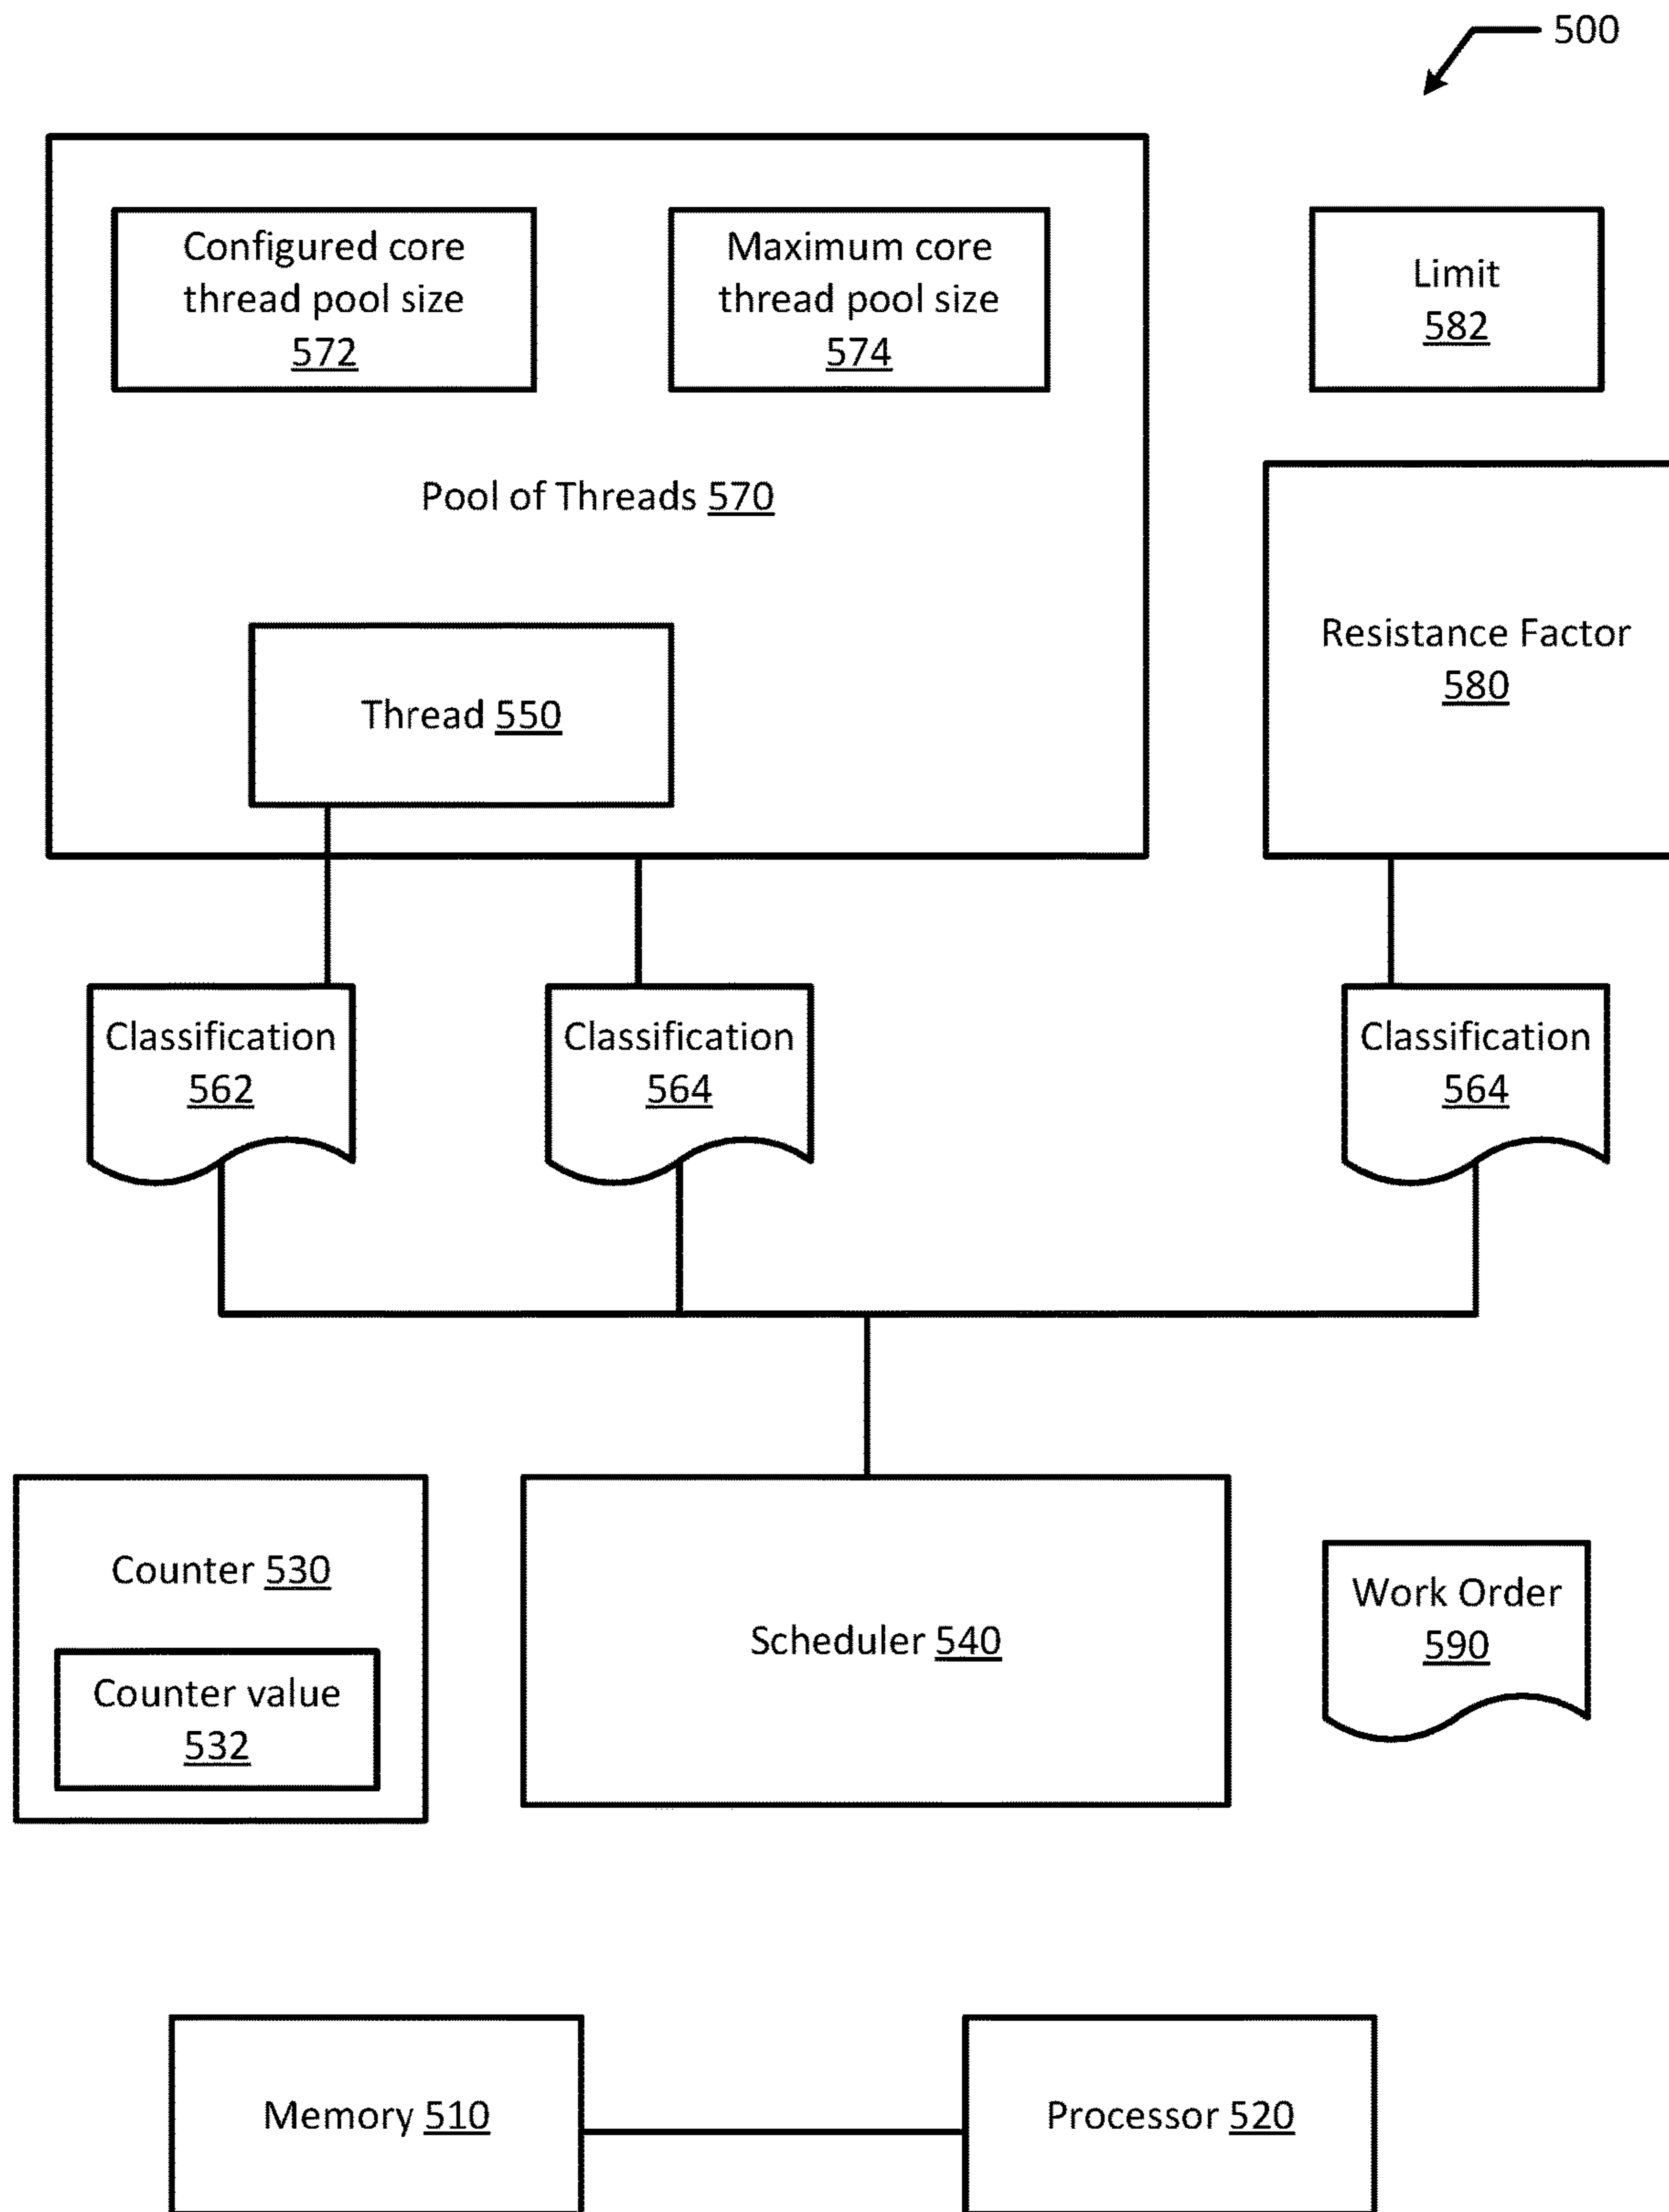 500
Configured core
thread pool size
572
Maximum core
thread pool size
574
Limit
582
Pool of Threads 570
Resistance Factor
580
Thread 550
Classification
562
Classification
564
Classification
564
Counter 530
Counter value
532
Scheduler 540
Work Order
590
Memory 510
Processor 520